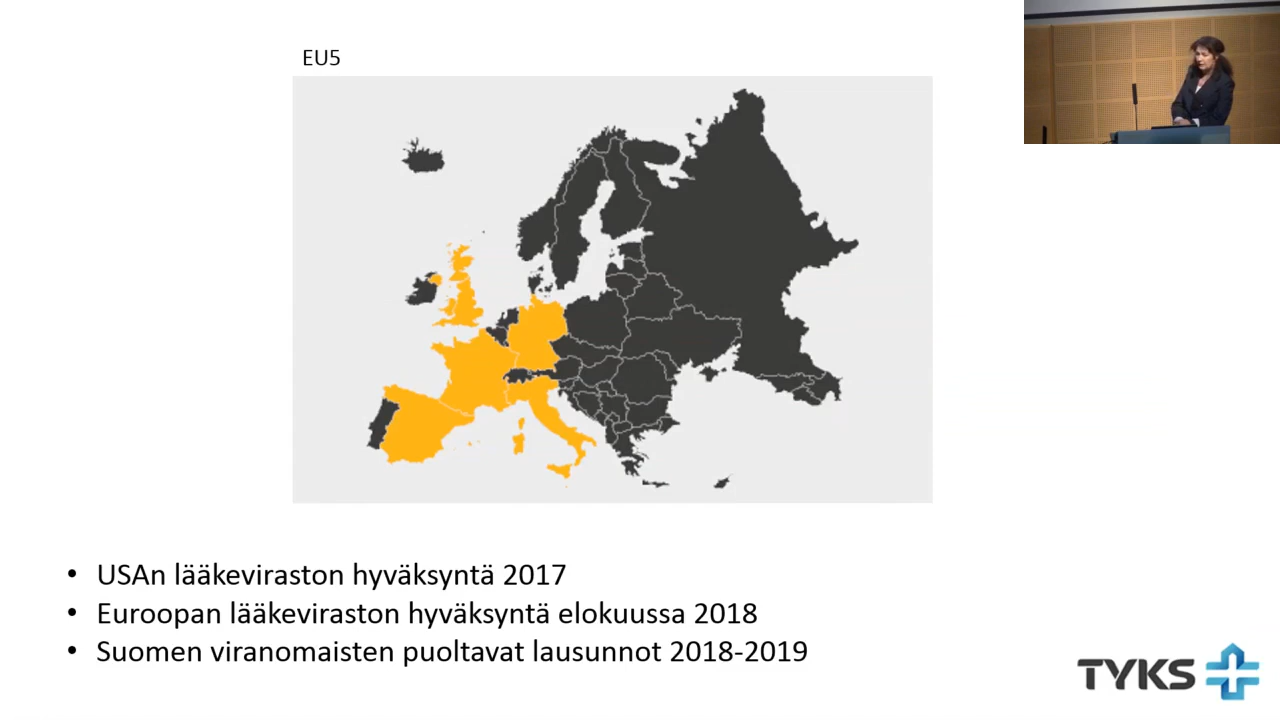 EU5
• USAn lääkeviraston hyväksyntä 2017
• Euroopan lääkeviraston hyväksyntä elokuussa 2018
• Suomen viranomaisten puoltavat lausunnot 2018-2019
TYKS